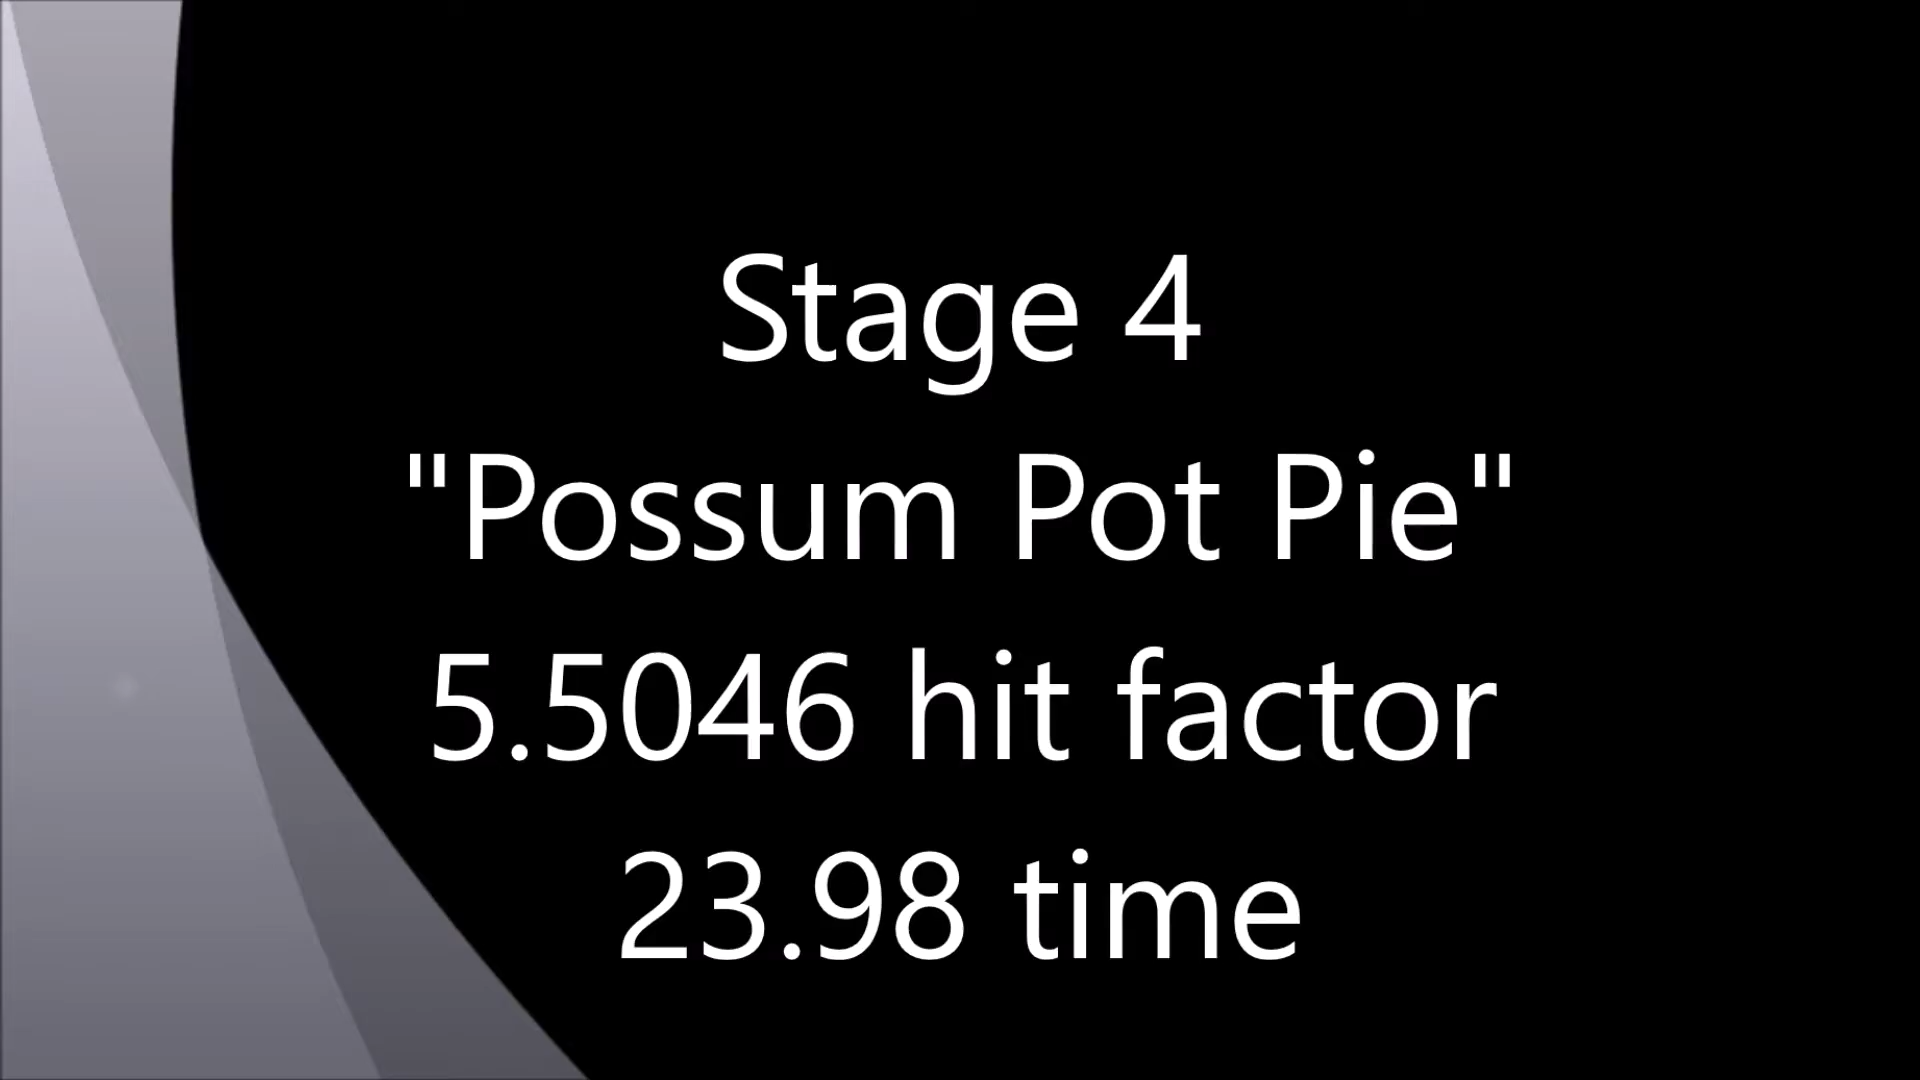 Stage 4
"Possum Pot Pie"
5.5046 hit factor
23.98 time